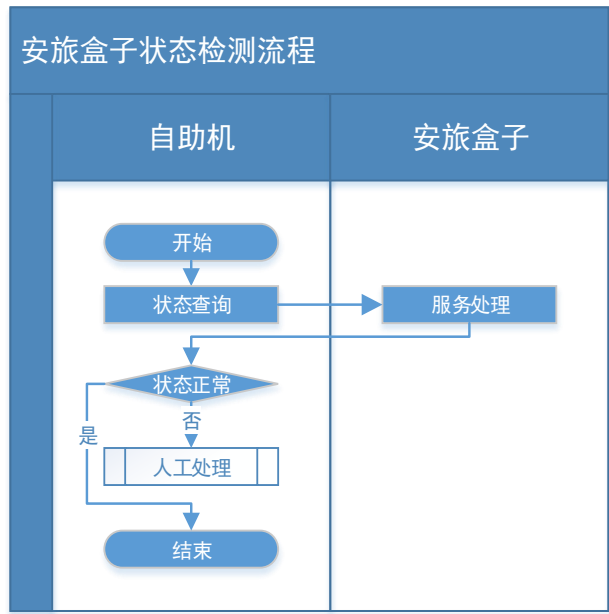 安旅盒子状态检测流程
自助机
安旅盒子
开始
状态查询
服务处理
状态正常
否
是
人工处理
结束